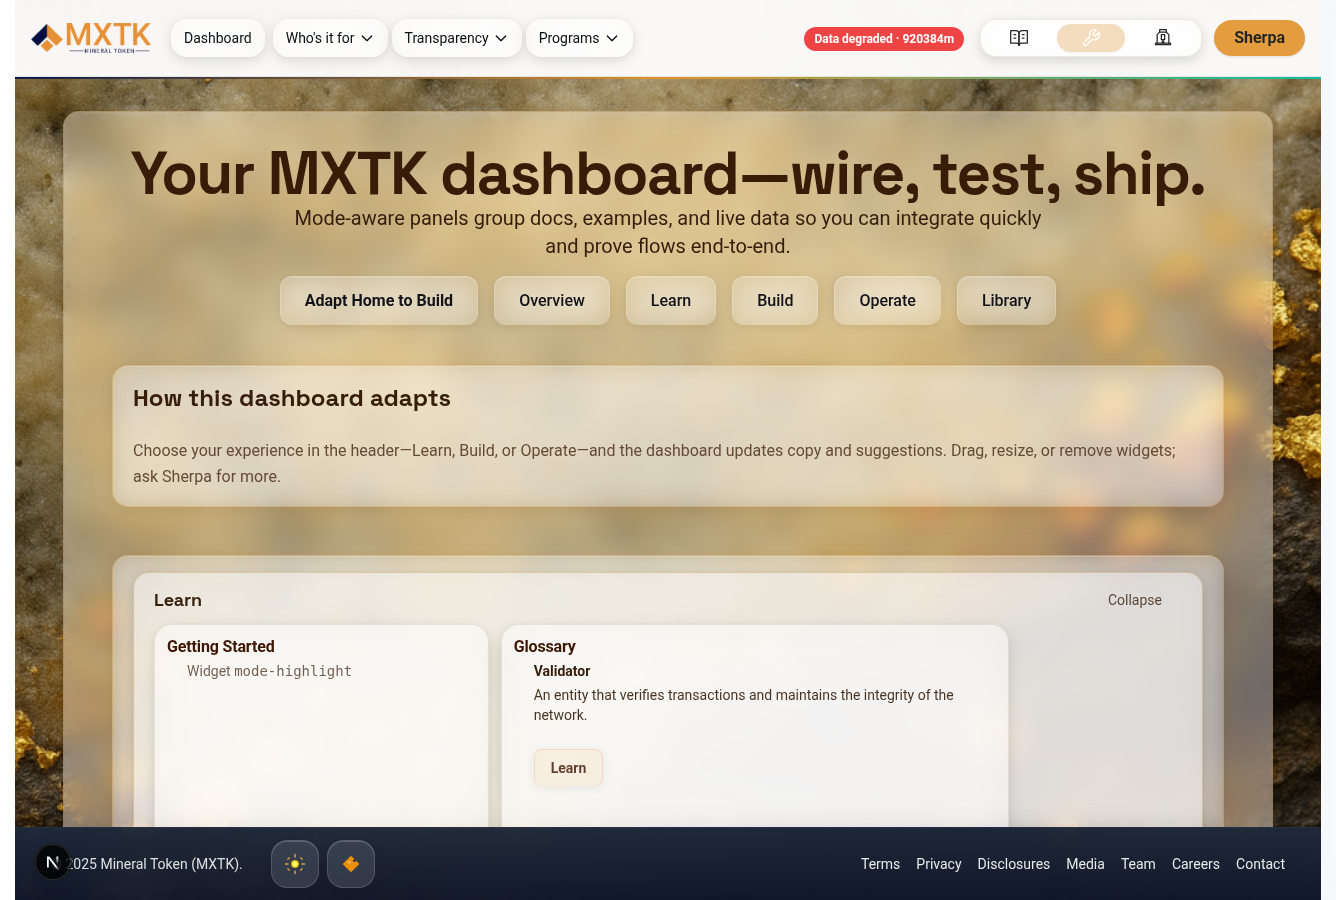 MXTK
MINERAL TOKEN
Dashboard
Who's it for
Transparency
Programs
Data degraded · 920384m
Sherpa
Your MXTK dashboard—wire, test, ship.
Mode-aware panels group docs, examples, and live data so you can integrate quickly
and prove flows end-to-end.
Adapt Home to Build
Overview
Learn
Build
Operate
Library
How this dashboard adapts
Choose your experience in the header—Learn, Build, or Operate—and the dashboard updates copy and suggestions. Drag, resize, or remove widgets;
ask Sherpa for more.
Learn
Collapse
Getting Started
Widget mode-highlight
Glossary
Validator
An entity that verifies transactions and maintains the integrity of the
network.
Learn
N
2025 Mineral Token (MXTK).
Terms
Privacy
Disclosures
Media
Team
Careers
Contact